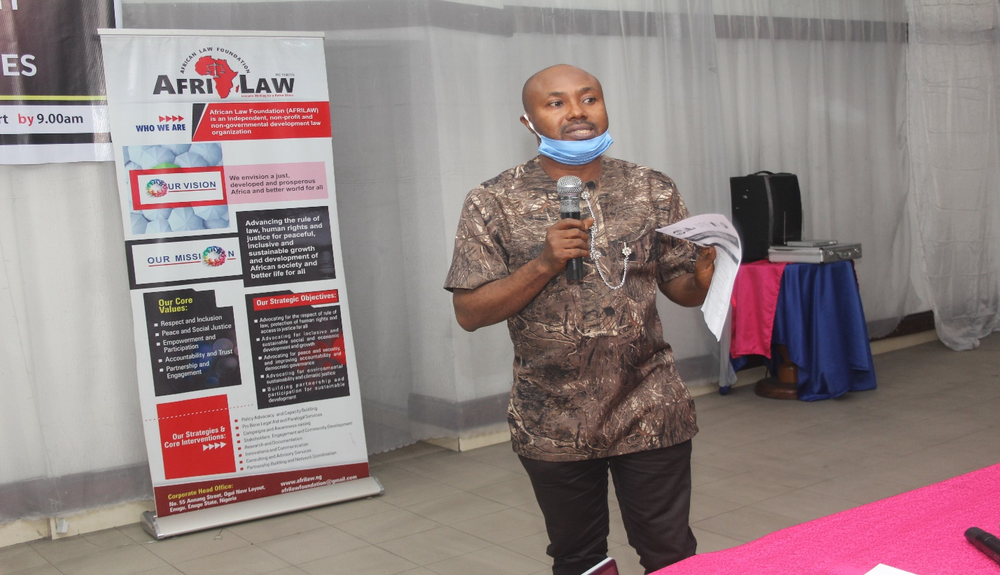 ES
rt by 9.00am
AFRICAN LAW FOUNDATION
AFRI LAW
RC 1150775
Lawyers Working for a Better Africa
WHO WE ARE
African Law Foundation (AFRILAW)
is an independent, non-profit and
non-governmental development law
organization
OUR VISION
We envision a just,
developed and prosperous
Africa and better world for all
OUR MISSION
Advancing the rule of
law, human rights and
justice for peaceful,
inclusive and
sustainable growth
and development of
African society and
better life for all
Our Core
Values:
Respect and Inclusion
Peace and Social Justice
Empowerment and
Participation
Accountability and Trust
Partnership and
Engagement
Our Strategic Objectives:
Advocating for the respect of rule of
law, protection of human rights and
access to justice for all
Advocating for inclusive and
sustainable social and economic
development and growth
Advocating for peace and security,
and improving accountability and
democratic governance
Advocating for environmental
sustainability and climatic justice
Building partnership and
participation for sustainable
development
Our Strategies &
Core Interventions:
Policy Advocacy and Capacity Building
Pro Bono Legal Aid and Paralegal Services
Campaigns and Awareness-raising
Stakeholders Engagement and Community Development
Research and Documentation
Innovations and Communication
Consulting and Advisory Services
Partnership Building and Network Coordination
Corporate Head Office:
No. 55 Annang Street, Ogui New Layout,
Enugu, Enugu State, Nigeria
www.afrilaw.ng
afrilawfoundation@gmail.com